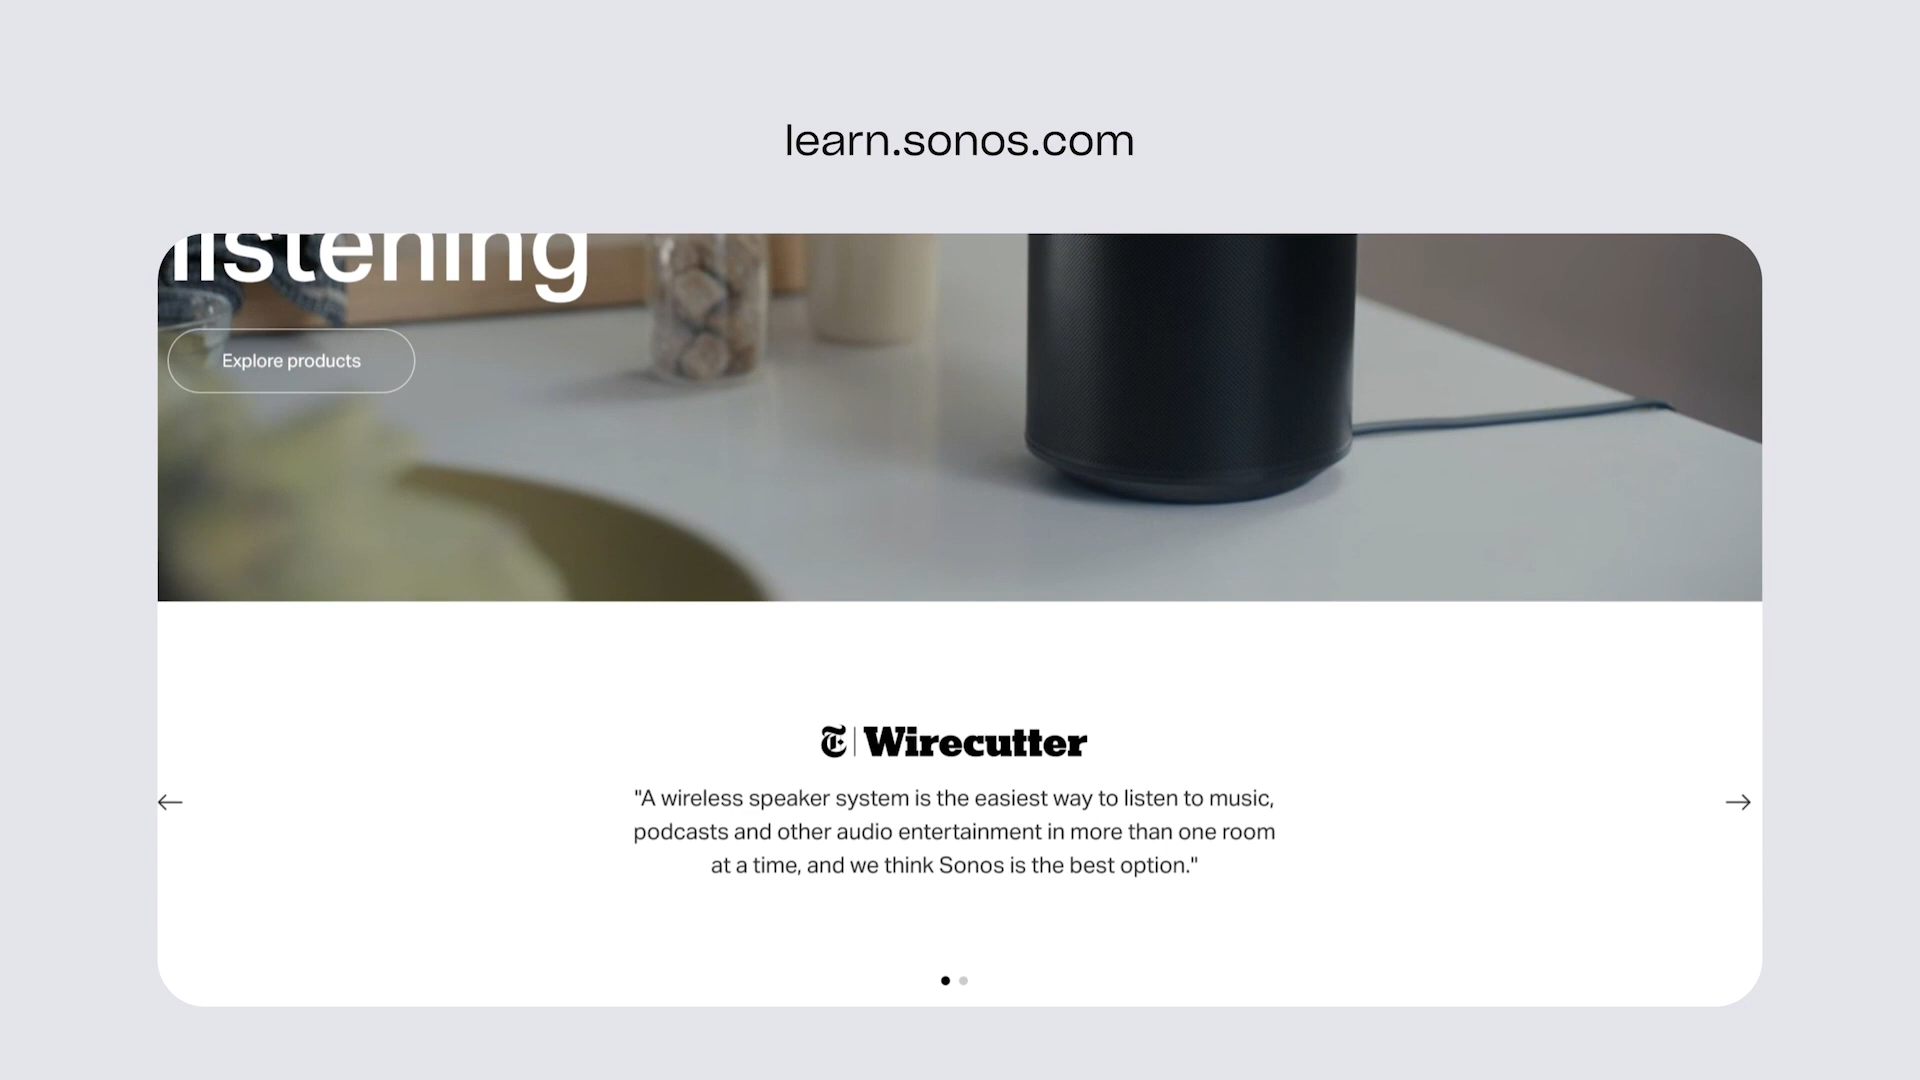 learn.sonos.com
listening
Explore products
T | Wirecutter
"A wireless speaker system is the easiest way to listen to music,
podcasts and other audio entertainment in more than one room
at a time, and we think Sonos is the best option."